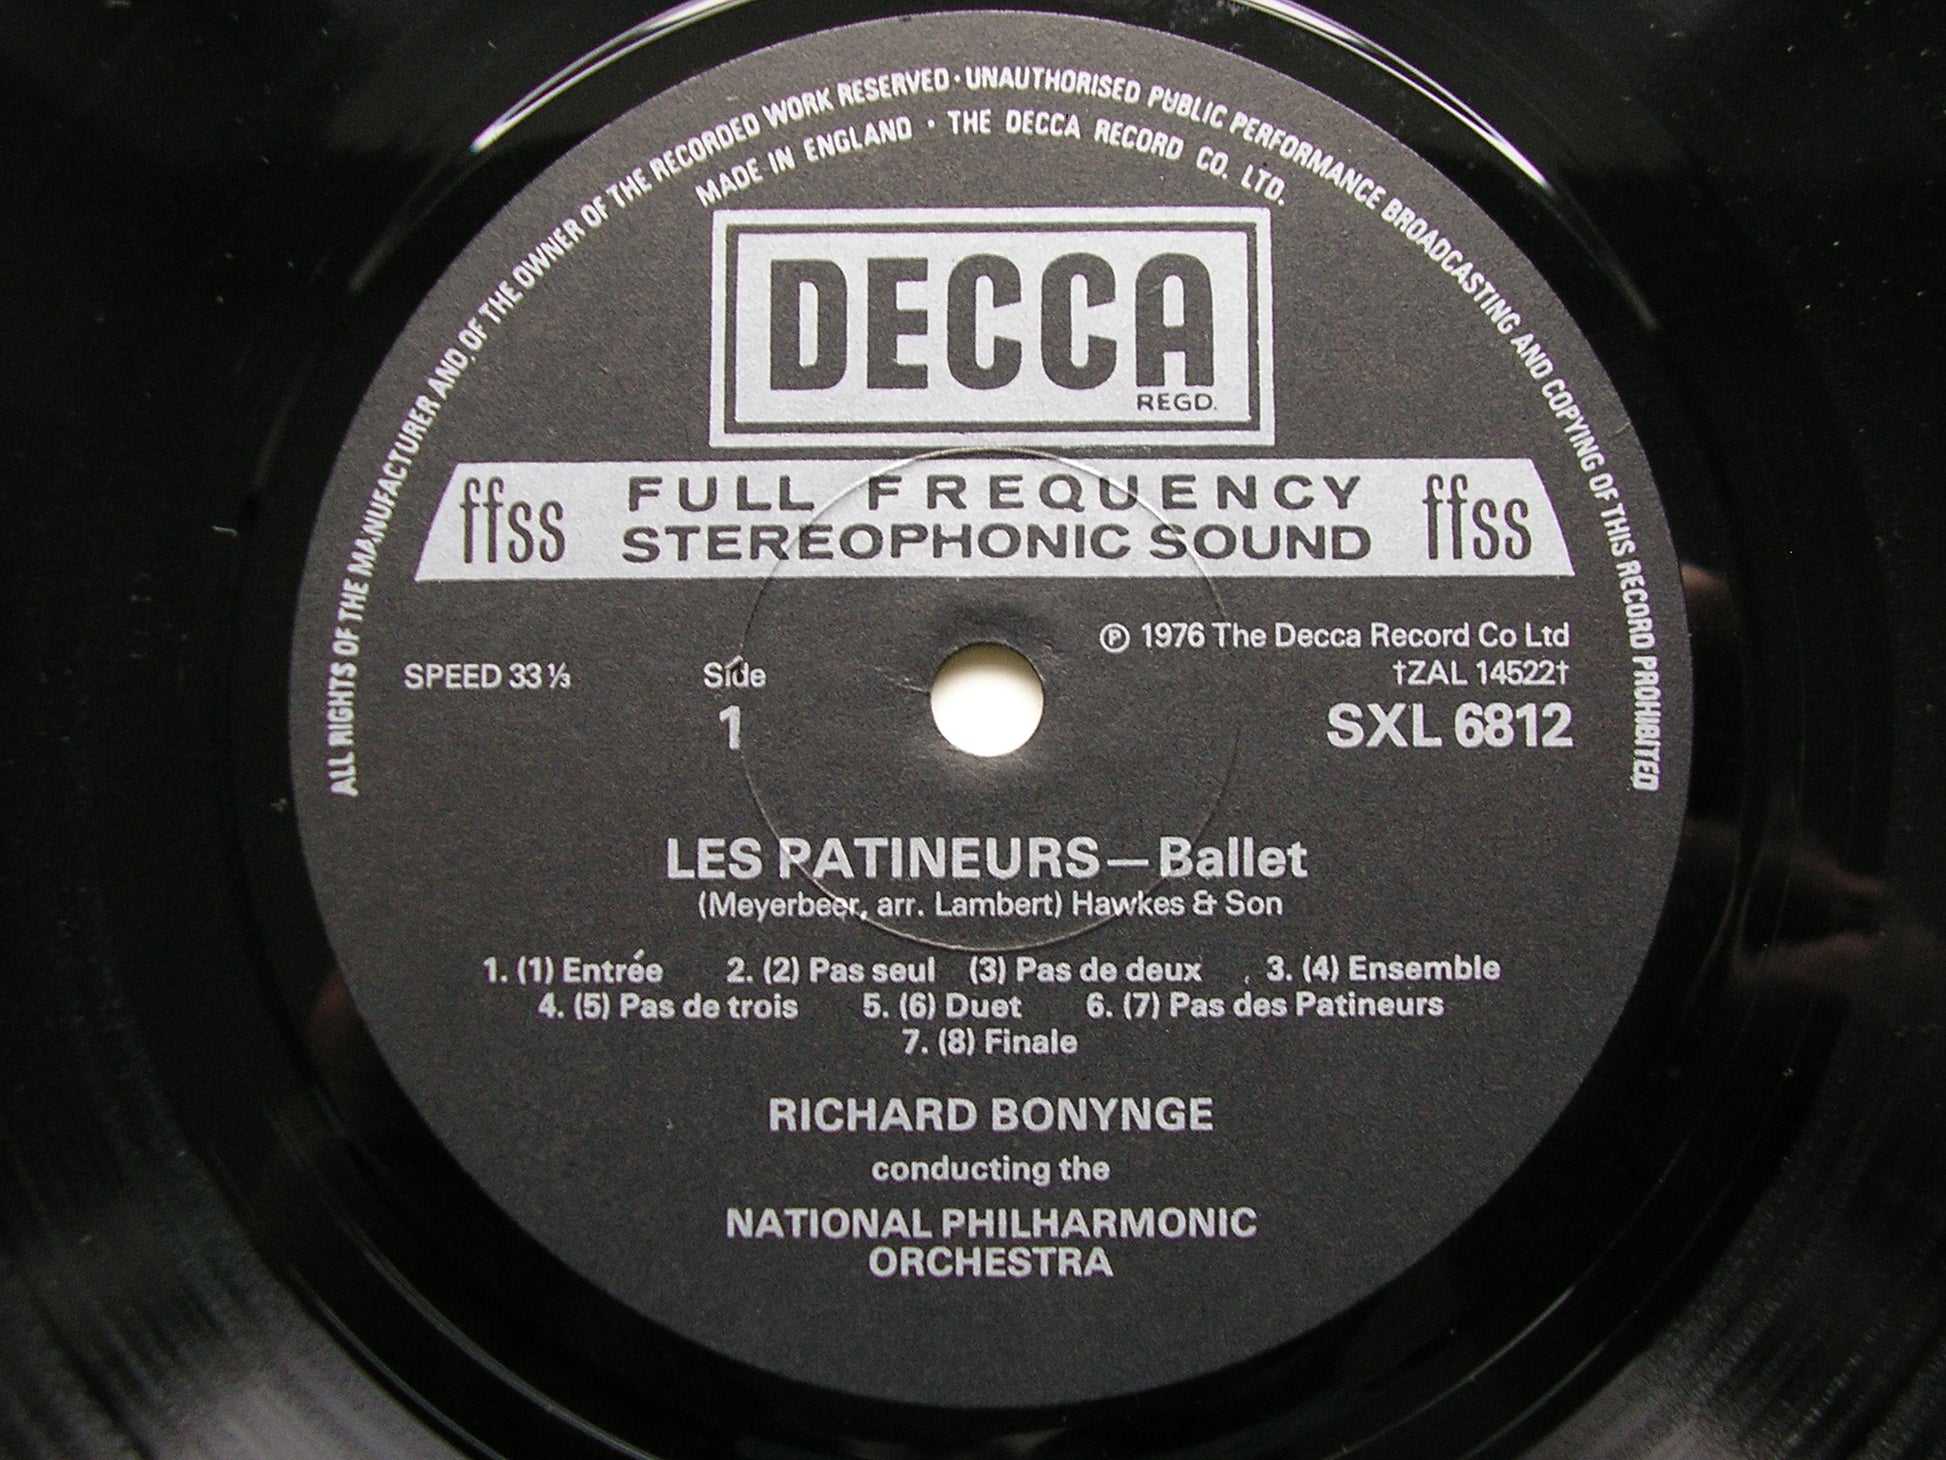 ALL RIGHTS OF THE MANUFACTURER AND OF THE OWNER OF THE RECORDED WORK RESERVED · UNAUTHORISED PUBLIC PERFORMANCE BROADCASTING AND COPYING OF THIS RECORD PROHIBITED
MADE IN ENGLAND · THE DECCA RECORD CO. LTD.
DECCA
REGD.
ffss FULL FREQUENCY ffss
STEREOPHONIC SOUND
℗ 1976 The Decca Record Co Ltd
SPEED 33⅓ Side †ZAL 14522†
1 SXL 6812
LES PATINEURS—Ballet
(Meyerbeer, arr. Lambert) Hawkes & Son
1. (1) Entrée 2. (2) Pas seul (3) Pas de deux 3. (4) Ensemble
4. (5) Pas de trois 5. (6) Duet 6. (7) Pas des Patineurs
7. (8) Finale
RICHARD BONYNGE
conducting the
NATIONAL PHILHARMONIC
ORCHESTRA